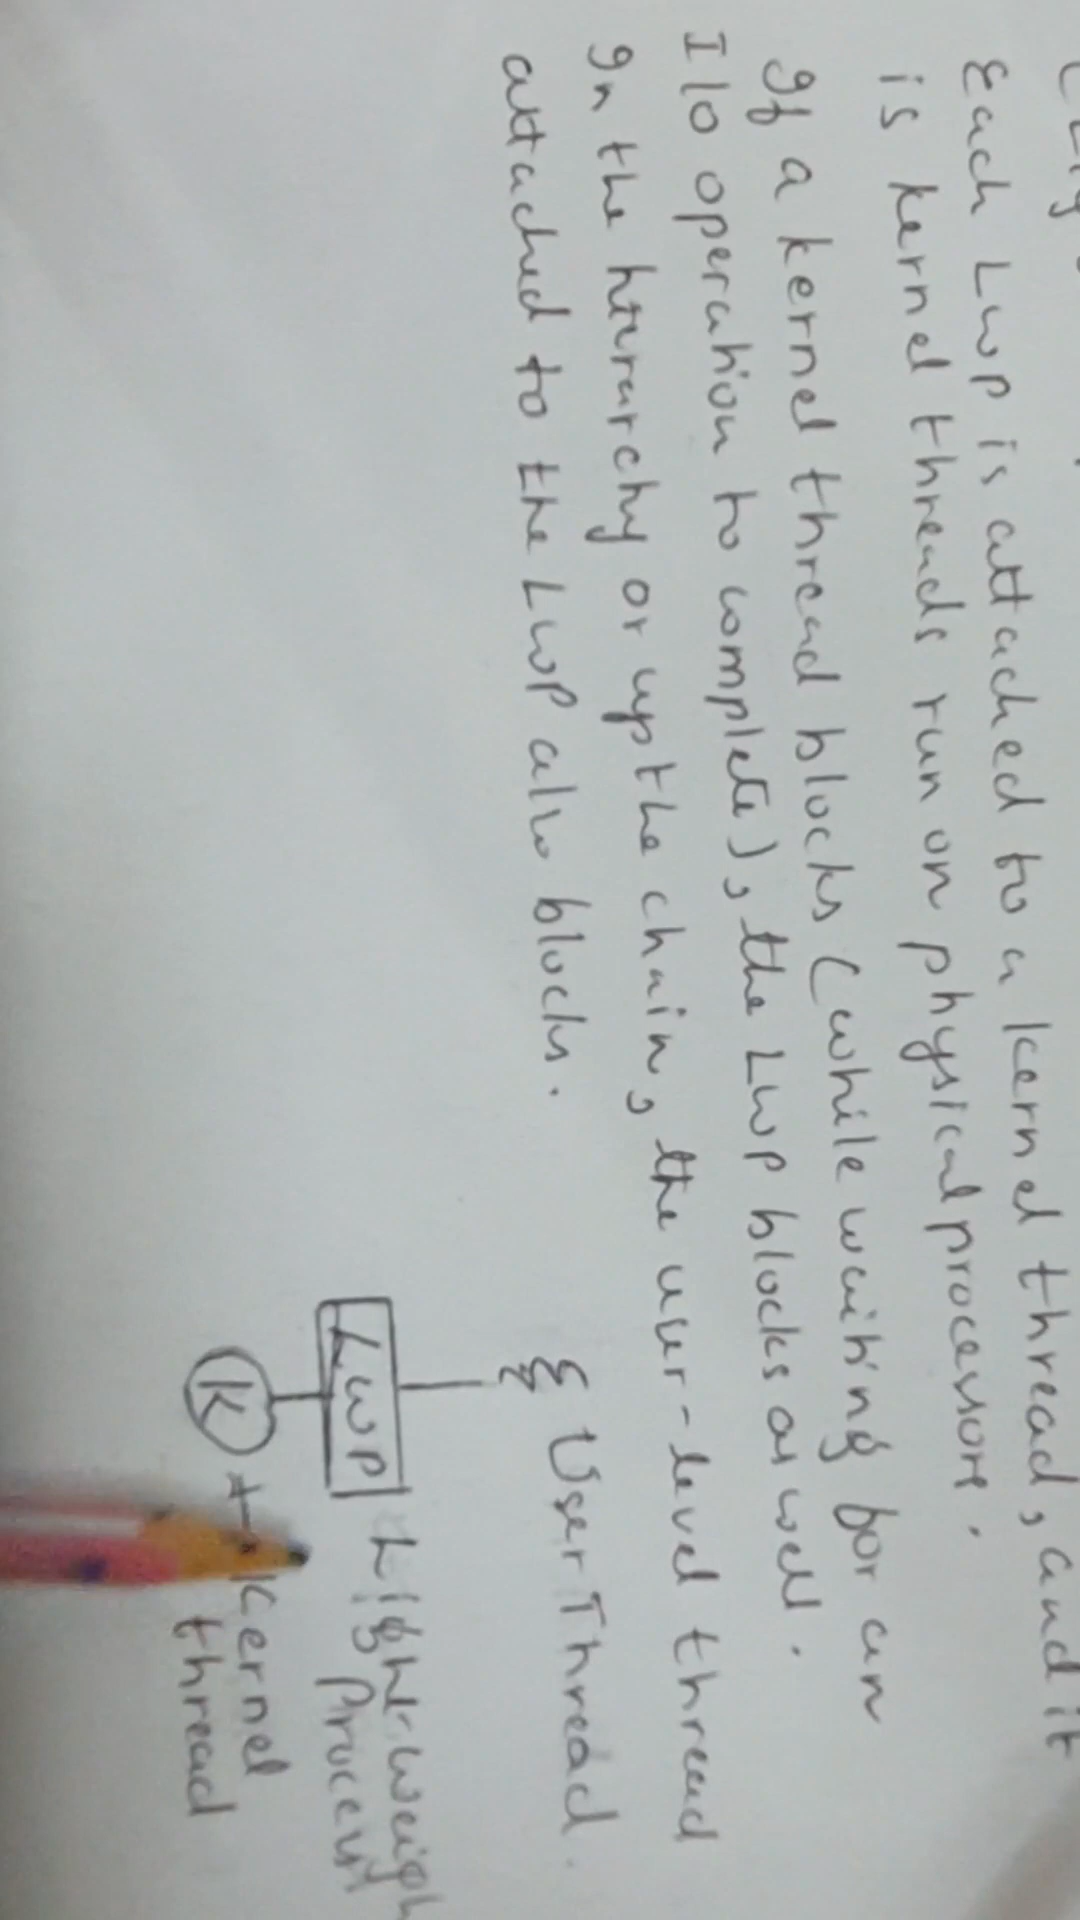 Each LWP is attached to a kernel thread, and it
is kernel threads run on physical processors.
If a kernel thread blocks (while waiting for an
I/O operation to complete), the LWP blocks as well.
In the hierarchy or up the chain, the user-level thread
attached to the LWP also blocks.
User Thread.
LWP Light-weight
Process
K Kernel
thread